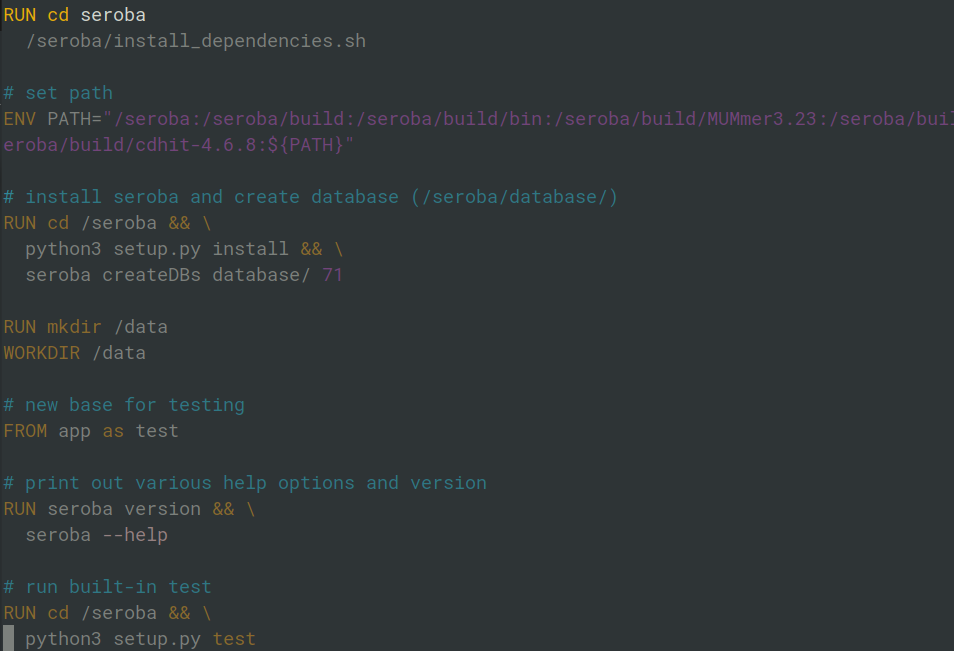 RUN cd seroba
  /seroba/install_dependencies.sh

# set path
ENV PATH="/seroba:/seroba/build:/seroba/build/bin:/seroba/build/MUMmer3.23:/seroba/buil
eroba/build/cdhit-4.6.8:${PATH}"

# install seroba and create database (/seroba/database/)
RUN cd /seroba && \
  python3 setup.py install && \
  seroba createDBs database/ 71

RUN mkdir /data
WORKDIR /data

# new base for testing
FROM app as test

# print out various help options and version
RUN seroba version && \
  seroba --help

# run built-in test
RUN cd /seroba && \
  python3 setup.py test